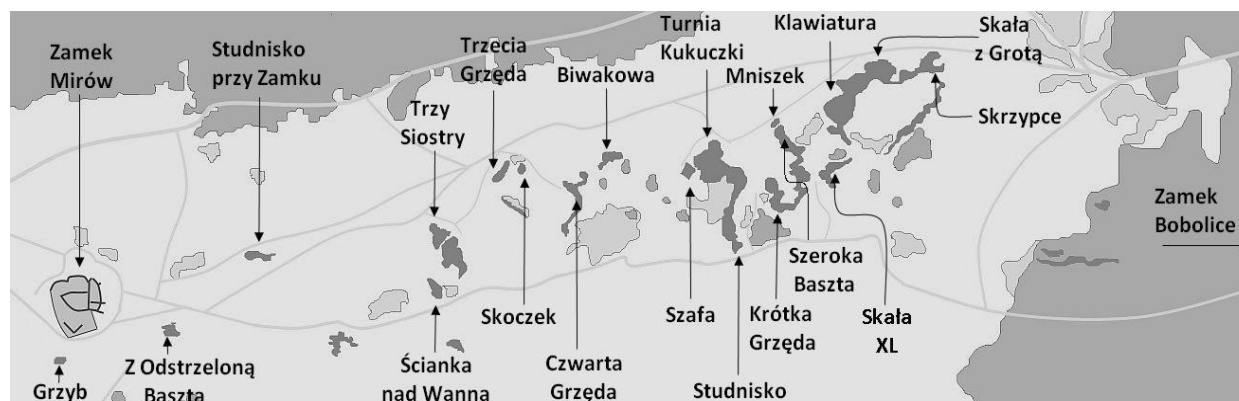 Zamek
Mirów
Studnisko
przy Zamku
Trzecia
Grzęda
Trzy
Siostry
Biwakowa
Turnia
Kukuczki
Klawiatura
Mniszek
Skała
z Grotą
Skrzypce
Zamek
Bobolice
Grzyb
Z Odstrzeloną
Baszta
Ścianka
nad Wanna
Skoczek
Czwarta
Grzęda
Szafa
Studnisko
Krótka
Grzęda
Szeroka
Baszta
Skała
XL